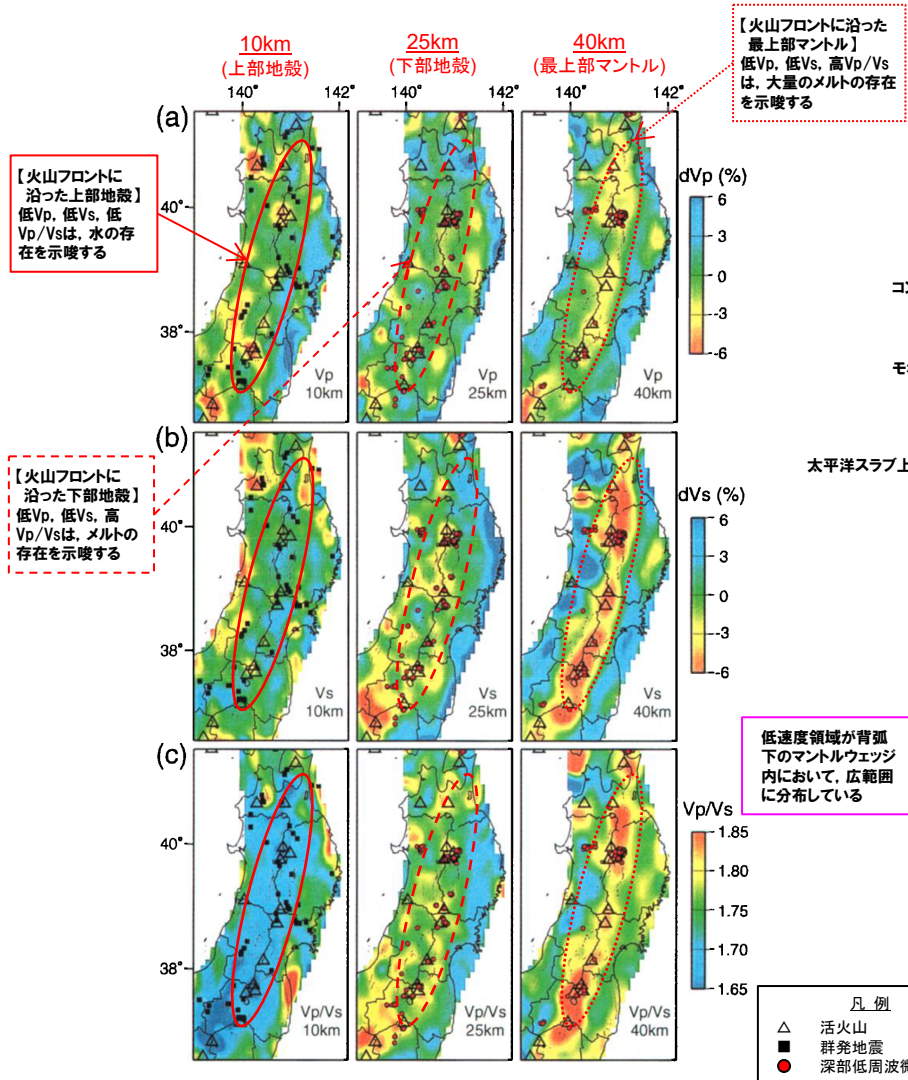 10km
(上部地殻)
25km
(下部地殻)
40km
(最上部マントル)
【火山フロントに沿った
最上部マントル】
低Vp, 低Vs, 高Vp/Vs
は, 大量のメルトの存在
を示唆する
140°
142°
140°
142°
140°
142°
(a)
【火山フロントに
沿った上部地殻】
低Vp, 低Vs, 低
Vp/Vsは, 水の存
在を示唆する
40°
38°
Vp
10km
Vp
25km
Vp
40km
dVp (%)
6
3
0
-3
-6
(b)
【火山フロントに
沿った下部地殻】
低Vp, 低Vs, 高
Vp/Vsは, メルトの
存在を示唆する
40°
38°
Vs
10km
Vs
25km
Vs
40km
太平洋スラブ上
dVs (%)
6
3
0
-3
-6
(c)
40°
38°
Vp/Vs
10km
Vp/Vs
25km
Vp/Vs
40km
低速度領域が背弧
下のマントルウェッジ
内において, 広範囲
に分布している
Vp/Vs
1.85
1.80
1.75
1.70
1.65
凡 例
活火山
群発地震
深部低周波微